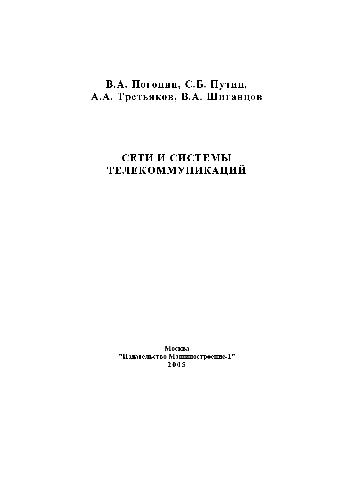 В.А. Погонин, С.Б. Путин,
А.А. Третьяков, В.А. Шиганцов
СЕТИ И СИСТЕМЫ
ТЕЛЕКОММУНИКАЦИЙ
Москва
"Издательство Машиностроение-1"
2005